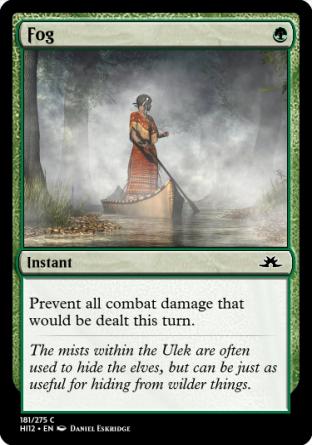 Fog
Instant
Prevent all combat damage that
would be dealt this turn.
The mists within the Ulek are often
used to hide the elves, but can be just as
useful for hiding from wilder things.
181/275 C
HI12 • EN Daniel Eskridge